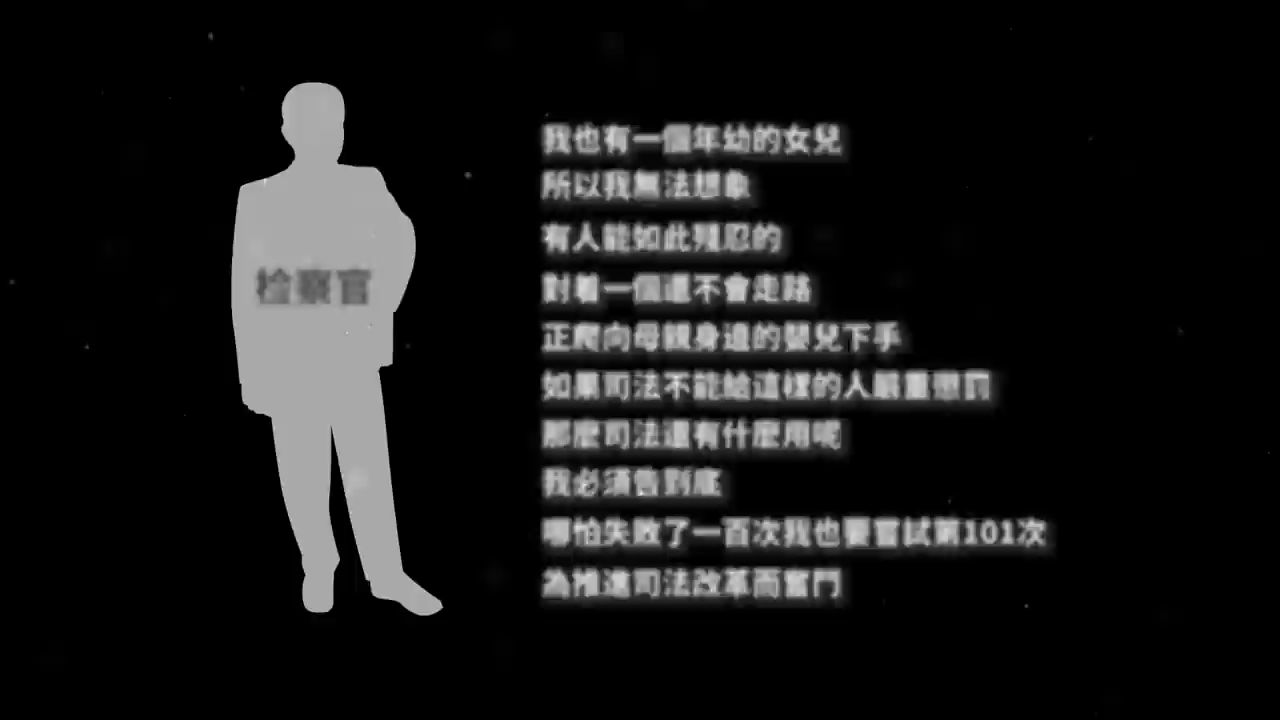 檢察官
我也有一個年幼的女兒
所以我無法想象
有人能如此殘忍的
對着一個還不會走路
正爬向母親身邊的嬰兒下手
如果司法不能給這樣的人嚴重懲罰
那麼司法還有什麼用呢
我必須告到底
哪怕失敗了一百次我也要嘗試第101次
為推進司法改革而奮鬥